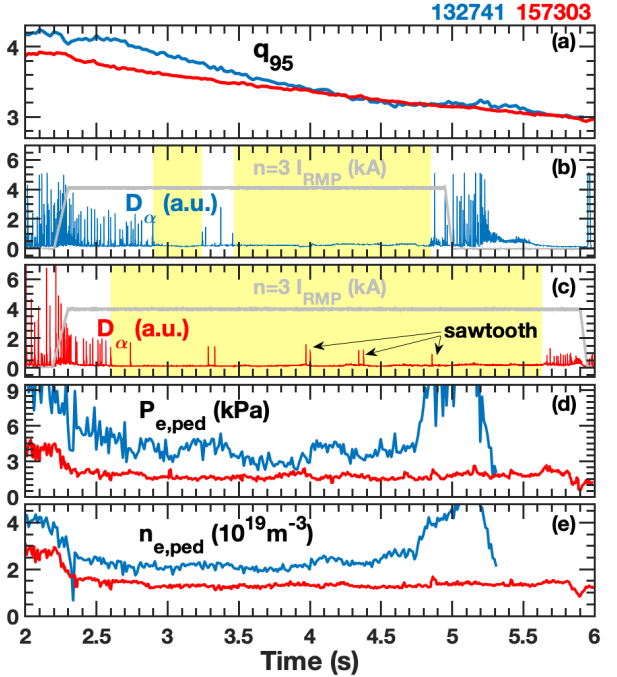 132741 157303
4
3
q95
(a)
6
4
2
0
n=3 IRMP (kA)
(b)
Dα (a.u.)
6
4
2
0
n=3 IRMP (kA)
(c)
Dα (a.u.)
sawtooth
9
6
3
0
Pe,ped (kPa)
(d)
4
2
0
ne,ped (10^19m^-3)
(e)
2 2.5 3 3.5 4 4.5 5 5.5 6
Time (s)